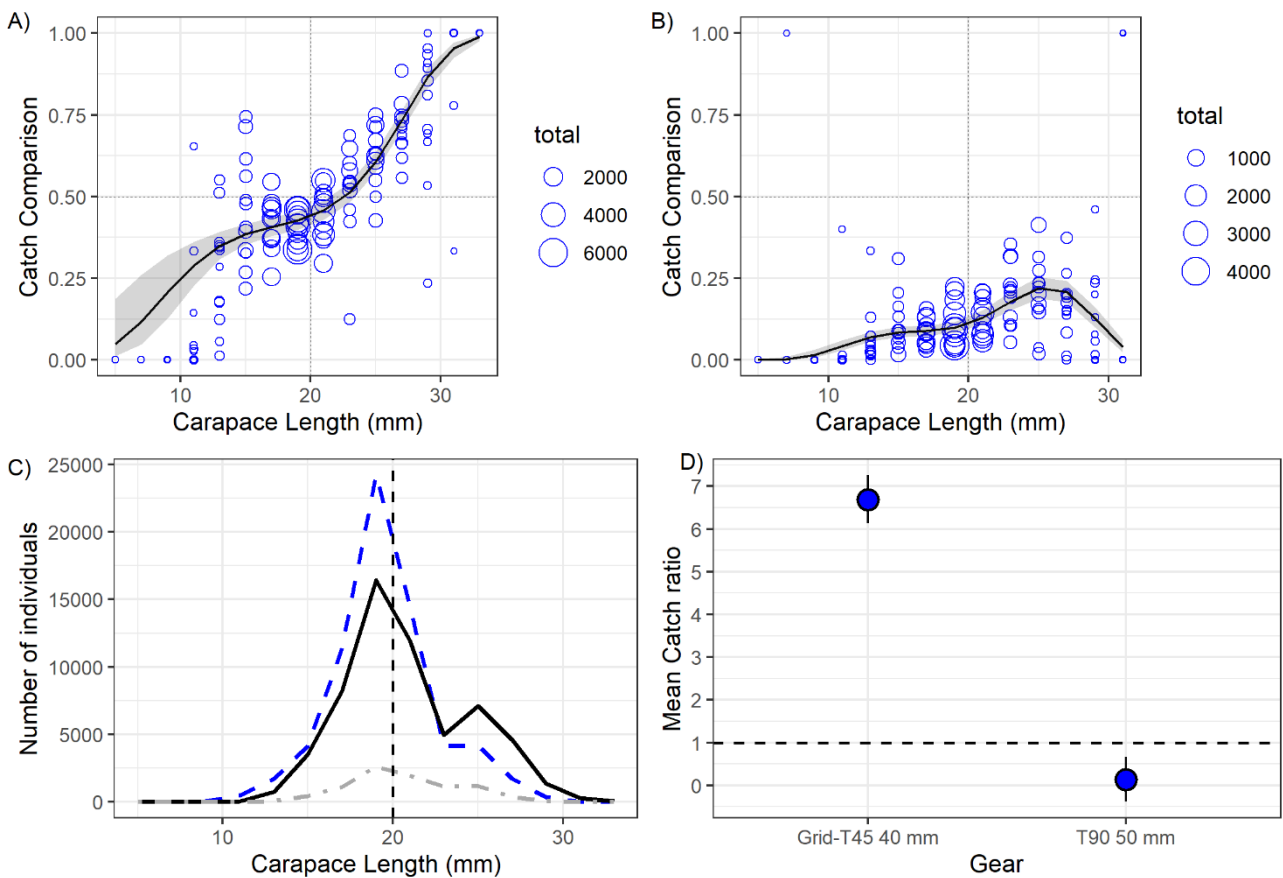 A)
1.00
0.75
0.50
0.25
0.00
Catch Comparison
10
20
30
Carapace Length (mm)
total
2000
4000
6000
B)
1.00
0.75
0.50
0.25
0.00
Catch Comparison
10
20
30
Carapace Length (mm)
total
1000
2000
3000
4000
C)
25000
20000
15000
10000
5000
0
Number of individuals
10
20
30
Carapace Length (mm)
D)
7
6
5
4
3
2
1
0
Mean Catch ratio
Grid-T45 40 mm
T90 50 mm
Gear